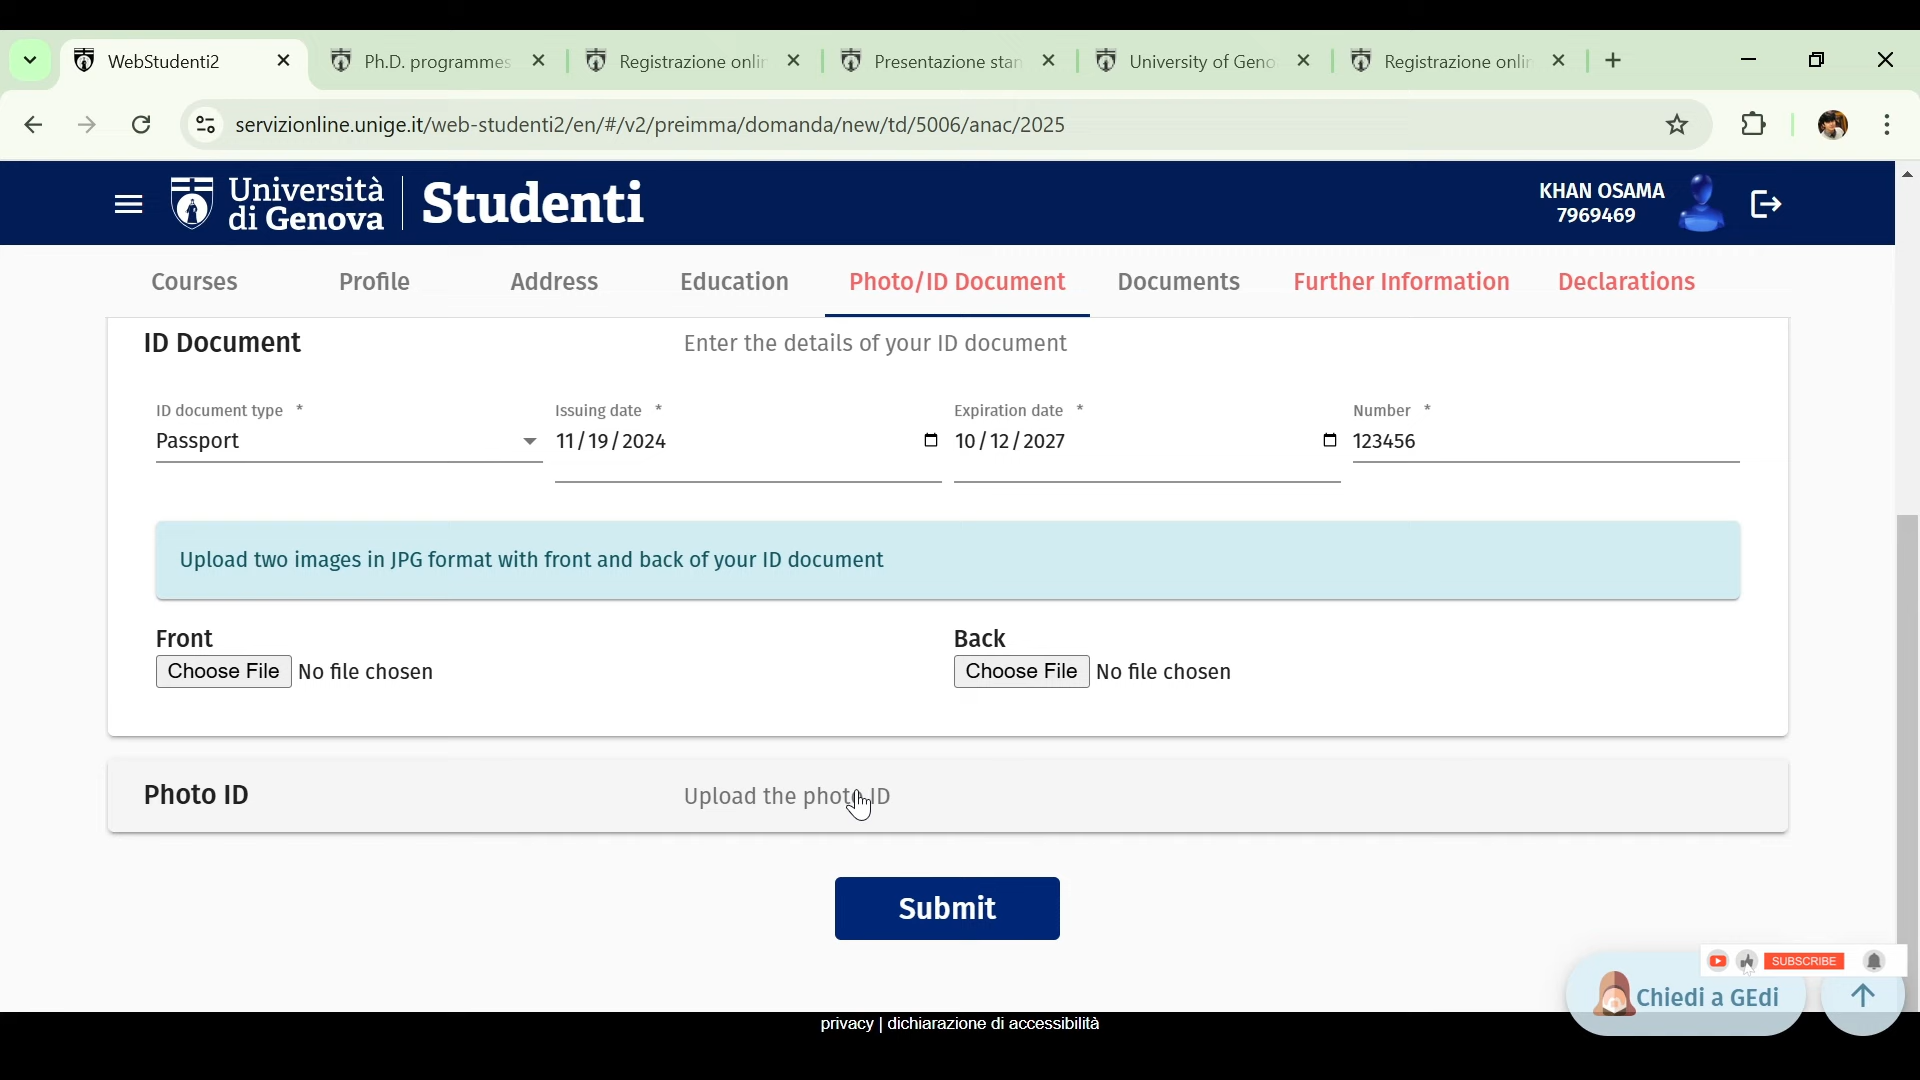 WebStudenti2
Ph.D. programmes
Registrazione onlin
Presentazione stan
University of Geno
Registrazione onlin
servizionline.unige.it/web-studenti2/en/#/v2/preimma/domanda/new/td/5006/anac/2025
Università
di Genova
Studenti
KHAN OSAMA
7969469
Courses
Profile
Address
Education
Photo/ID Document
Documents
Further Information
Declarations
ID Document
Enter the details of your ID document
ID document type *
Issuing date *
Expiration date *
Number *
Passport
11/19/2024
10/12/2027
123456
Upload two images in JPG format with front and back of your ID document
Front
Back
Choose File No file chosen
Choose File No file chosen
Photo ID
Upload the photo ID
Submit
SUBSCRIBE
Chiedi a GEdi
privacy | dichiarazione di accessibilità